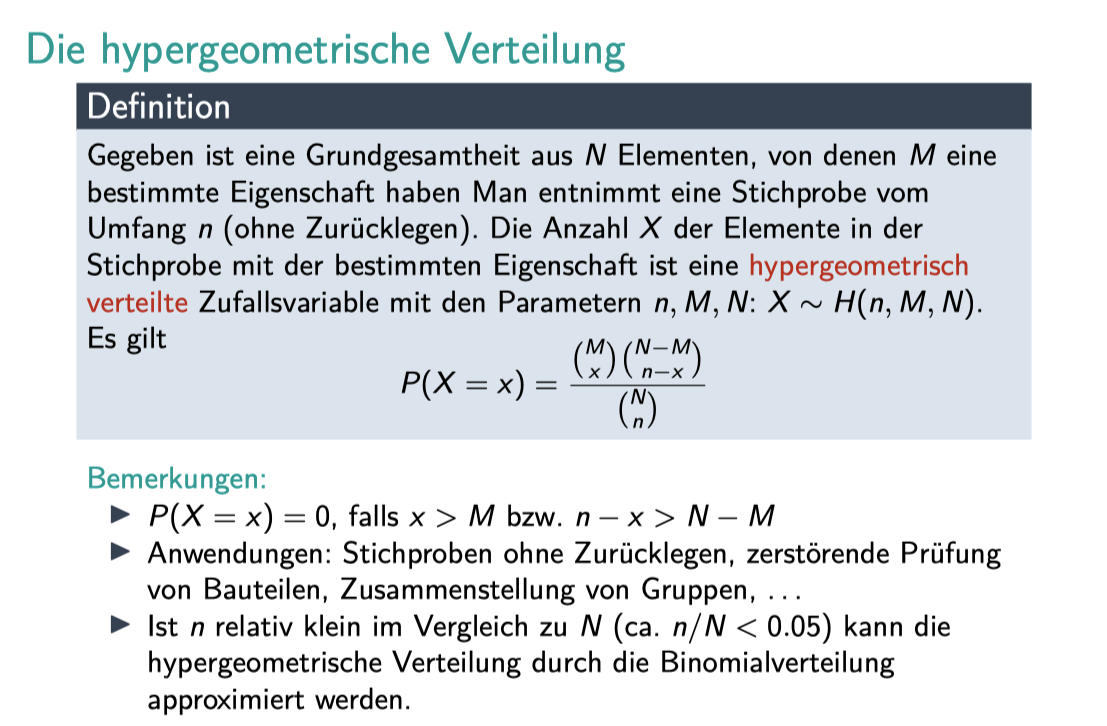 Die hypergeometrische Verteilung
Definition
Gegeben ist eine Grundgesamtheit aus N Elementen, von denen M eine
bestimmte Eigenschaft haben Man entnimmt eine Stichprobe vom
Umfang n (ohne Zurücklegen). Die Anzahl X der Elemente in der
Stichprobe mit der bestimmten Eigenschaft ist eine hypergeometrisch
verteilte Zufallsvariable mit den Parametern n, M, N: X ∼ H(n, M, N).
Es gilt
P(X = x) = \frac{\binom{M}{x}\binom{N−M}{n−x}}{\binom{N}{n}}
Bemerkungen:
▶ P(X = x) = 0, falls x > M bzw. n − x > N − M
▶ Anwendungen: Stichproben ohne Zurücklegen, zerstörende Prüfung
von Bauteilen, Zusammenstellung von Gruppen, ...
▶ Ist n relativ klein im Vergleich zu N (ca. n/N < 0.05) kann die
hypergeometrische Verteilung durch die Binomialverteilung
approximiert werden.